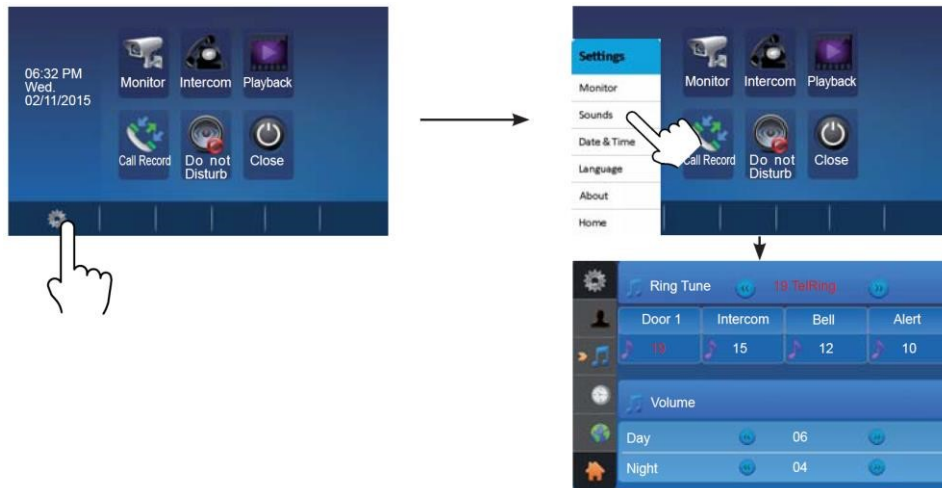 06:32 PM
Wed.
02/11/2015
Monitor Intercom Playback
Call Record Do not Disturb Close
Settings
Monitor
Sounds
Date & Time
Language
About
Home
Monitor Intercom Playback
Call Record Do not Disturb Close
Ring Tune 19 TelRing
Door 1 Intercom Bell Alert
19 15 12 10
Volume
Day 06
Night 04